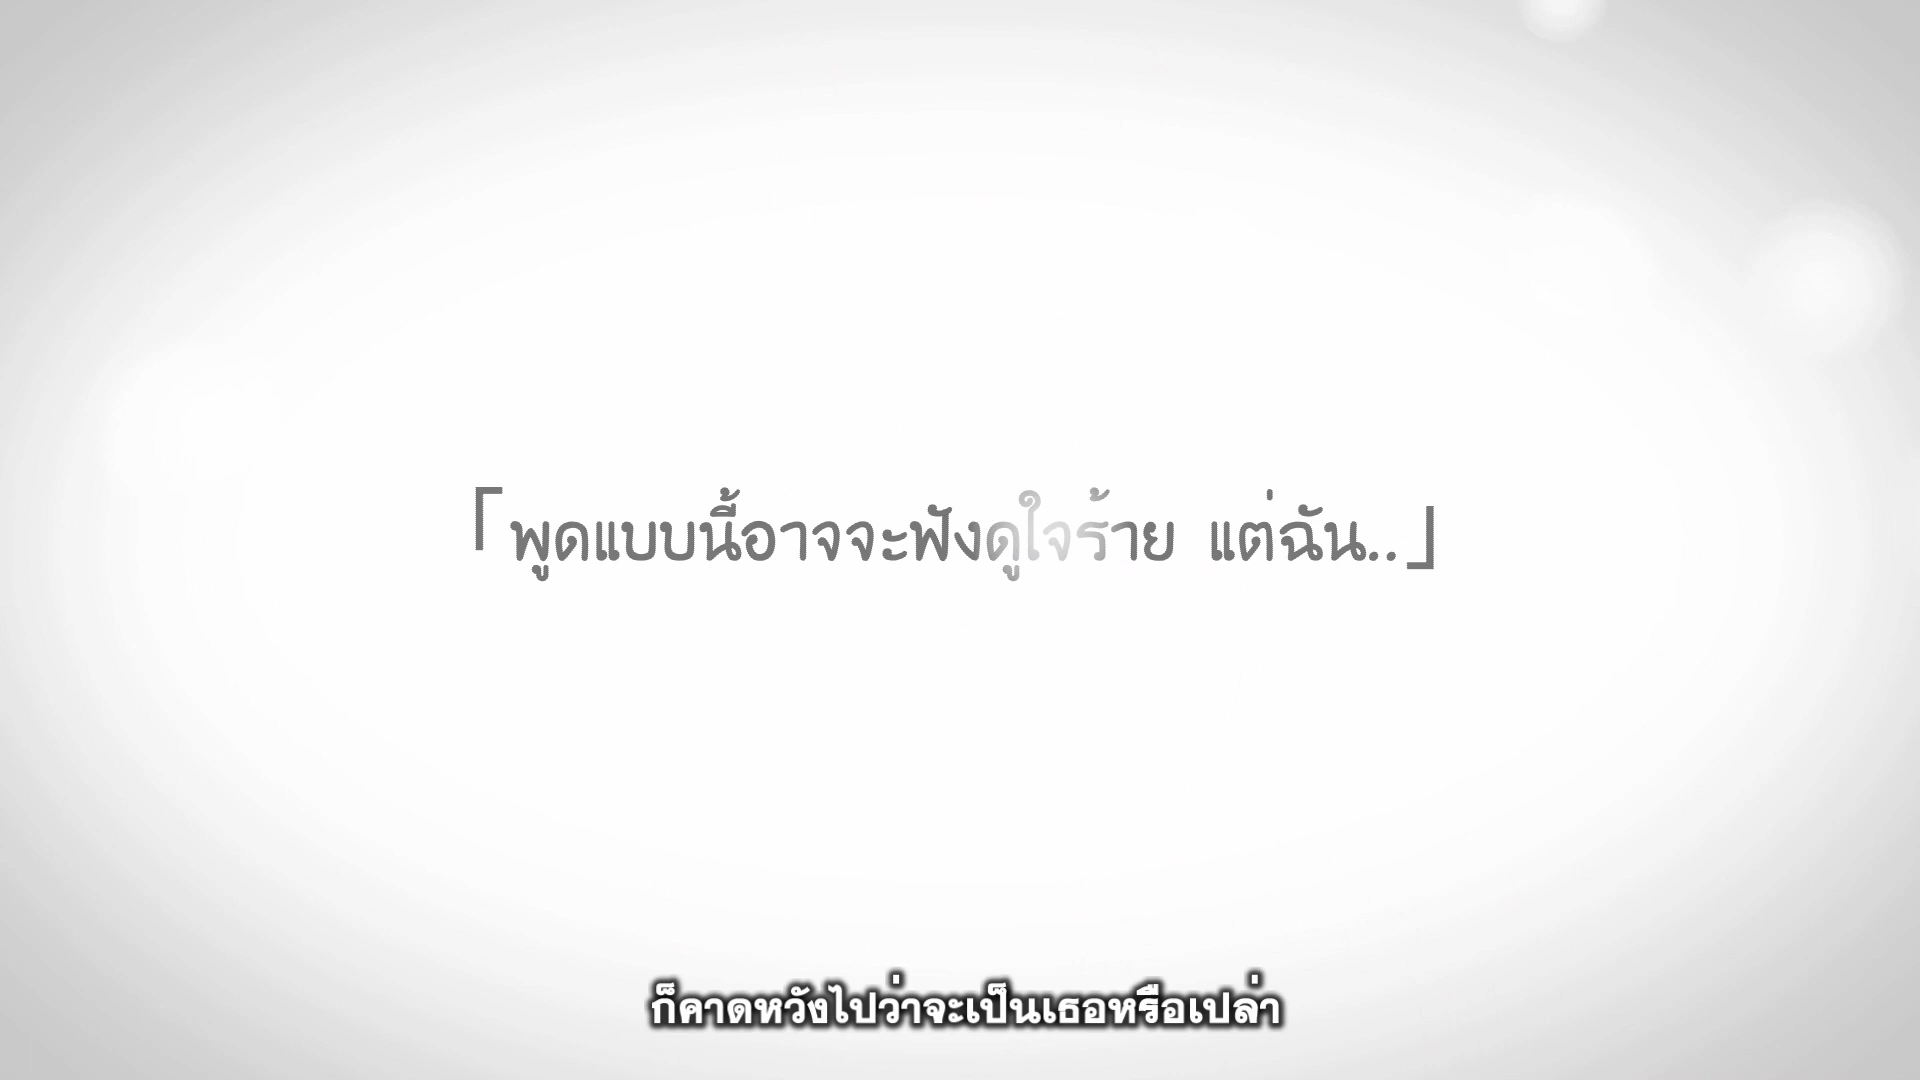 「พูดแบบนี้อาจจะฟังดูใจร้าย แต่ฉัน..」
ก็คาดหวังไปว่าจะเป็นเธอหรือเปล่า